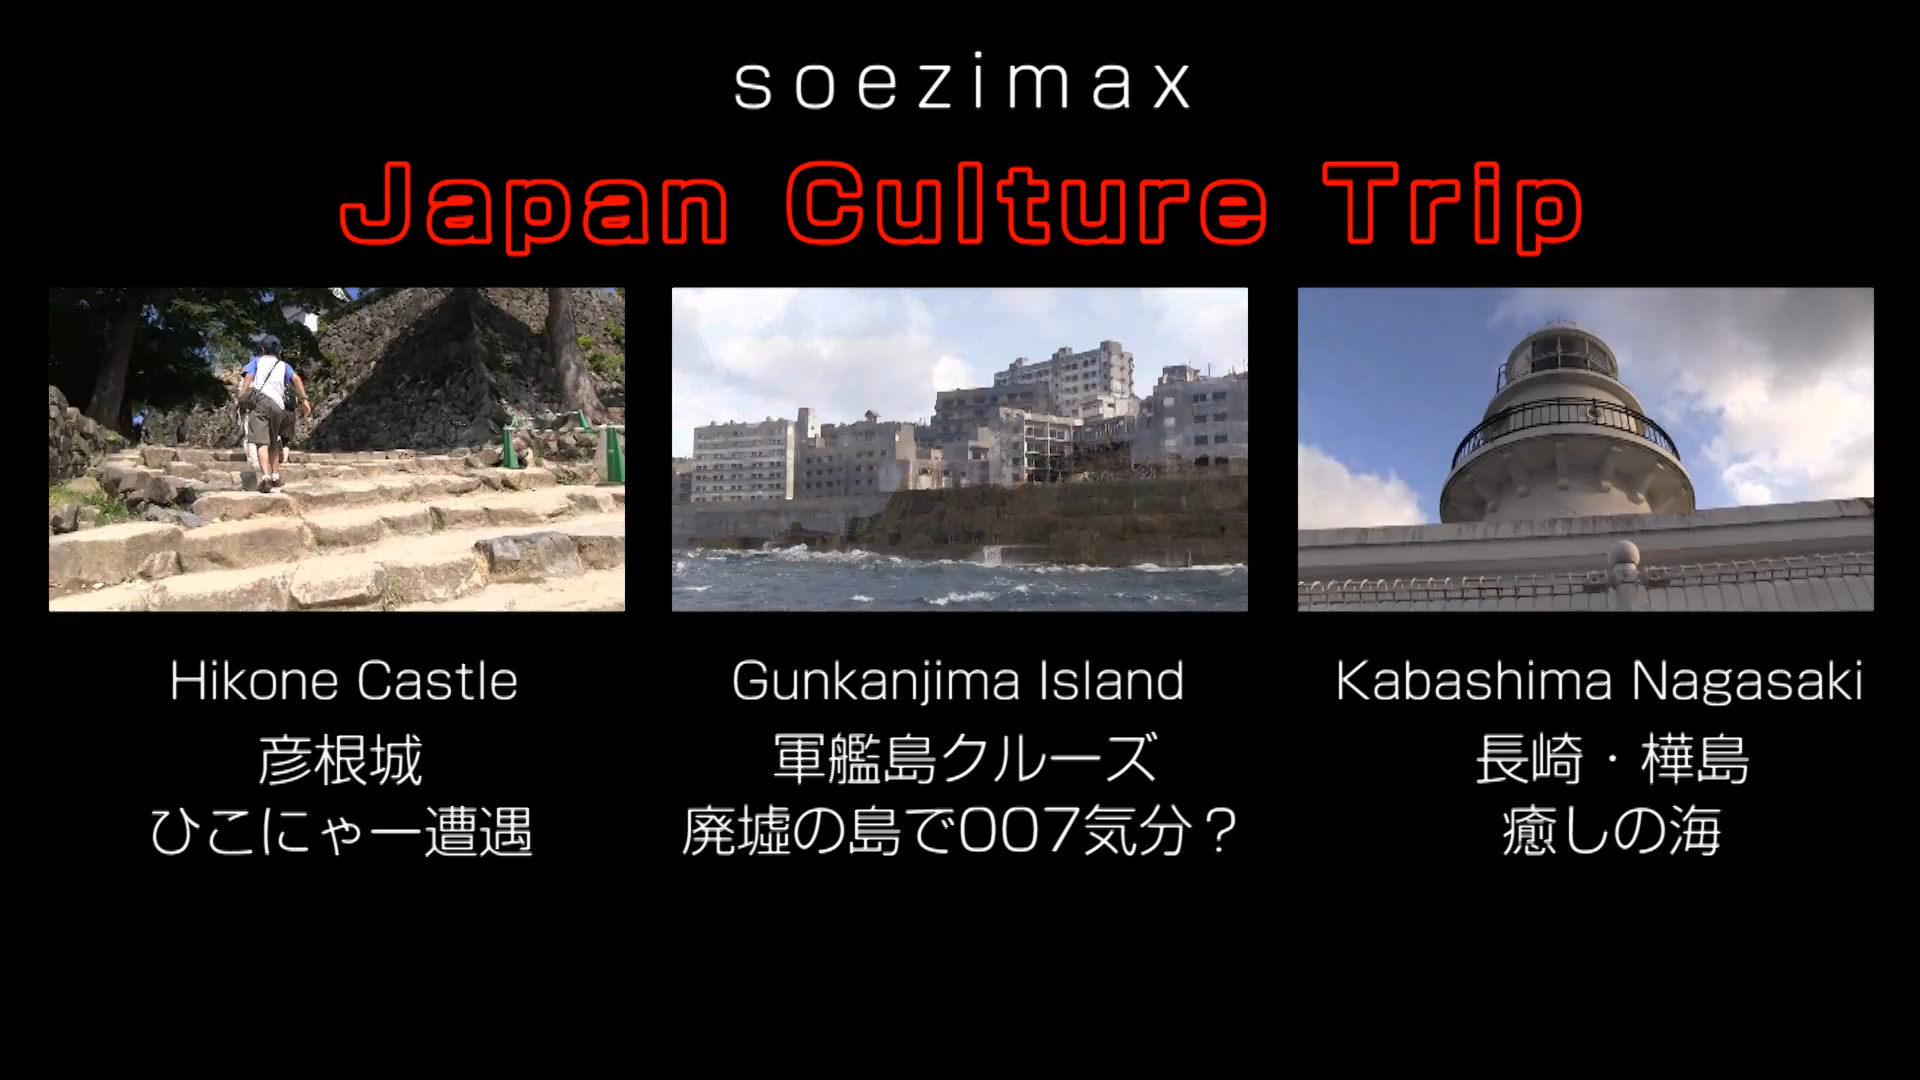 soezimax
Japan Culture Trip
Hikone Castle
彦根城
ひこにゃー遭遇
Gunkanjima Island
軍艦島クルーズ
廃墟の島で007気分？
Kabashima Nagasaki
長崎・樺島
癒しの海